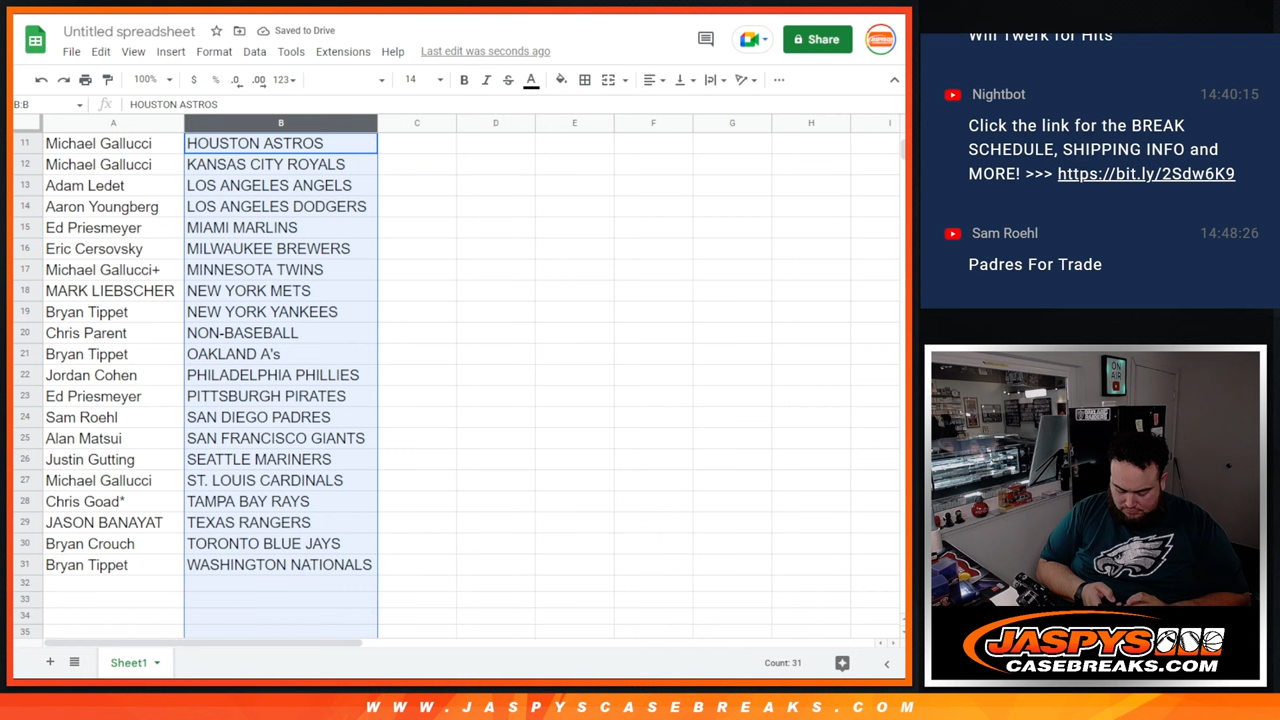 Untitled spreadsheet
Saved to Drive
File Edit View Insert Format Data Tools Extensions Help
Last edit was seconds ago
Share
100%
$ % .0 .00 123
14
B I S A
B:B
fx HOUSTON ASTROS
A B C D E F G H I
11 Michael Gallucci HOUSTON ASTROS
12 Michael Gallucci KANSAS CITY ROYALS
13 Adam Ledet LOS ANGELES ANGELS
14 Aaron Youngberg LOS ANGELES DODGERS
15 Ed Priesmeyer MIAMI MARLINS
16 Eric Cersovsky MILWAUKEE BREWERS
17 Michael Gallucci+ MINNESOTA TWINS
18 MARK LIEBSCHER NEW YORK METS
19 Bryan Tippet NEW YORK YANKEES
20 Chris Parent NON-BASEBALL
21 Bryan Tippet OAKLAND A's
22 Jordan Cohen PHILADELPHIA PHILLIES
23 Ed Priesmeyer PITTSBURGH PIRATES
24 Sam Roehl SAN DIEGO PADRES
25 Alan Matsui SAN FRANCISCO GIANTS
26 Justin Gutting SEATTLE MARINERS
27 Michael Gallucci ST. LOUIS CARDINALS
28 Chris Goad* TAMPA BAY RAYS
29 JASON BANAYAT TEXAS RANGERS
30 Bryan Crouch TORONTO BLUE JAYS
31 Bryan Tippet WASHINGTON NATIONALS
32
33
34
35
Sheet1
Count: 31
Will Twerk for Hits
Nightbot 14:40:15
Click the link for the BREAK
SCHEDULE, SHIPPING INFO and
MORE! >>> https://bit.ly/2Sdw6K9
Sam Roehl 14:48:26
Padres For Trade
ON
AIR
JASPYS
CASEBREAKS.COM
WWW.JASPYSCASEBREAKS.COM